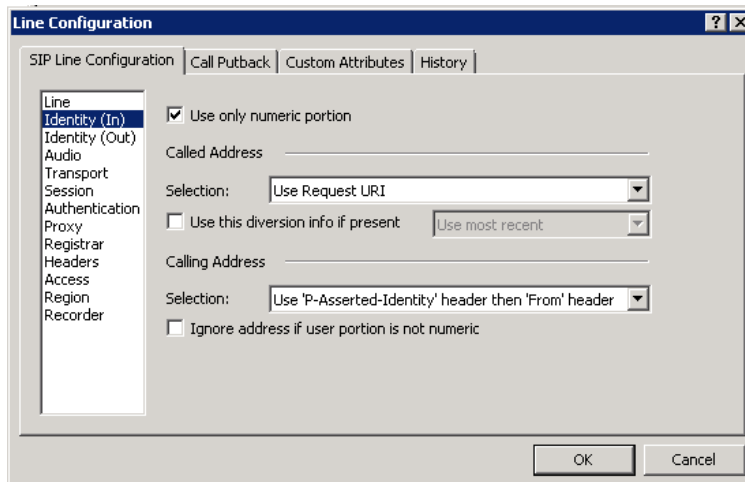 Line Configuration
SIP Line Configuration
Call Putback
Custom Attributes
History
Line
Identity (In)
Identity (Out)
Audio
Transport
Session
Authentication
Proxy
Registrar
Headers
Access
Region
Recorder
Use only numeric portion
Called Address
Selection: Use Request URI
Use this diversion info if present Use most recent
Calling Address
Selection: Use 'P-Asserted-Identity' header then 'From' header
Ignore address if user portion is not numeric
OK
Cancel